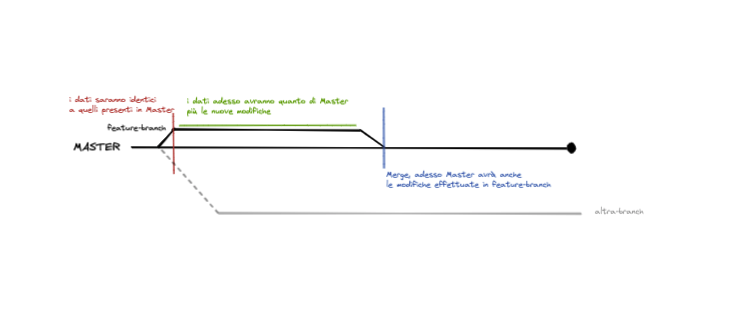 i dati saranno identici
a quelli presenti in Master
i dati adesso avranno quanto di Master
più le nuove modifiche
feature-branch
MASTER
Merge, adesso Master avrà anche
le modifiche effettuate in feature-branch
altra-branch